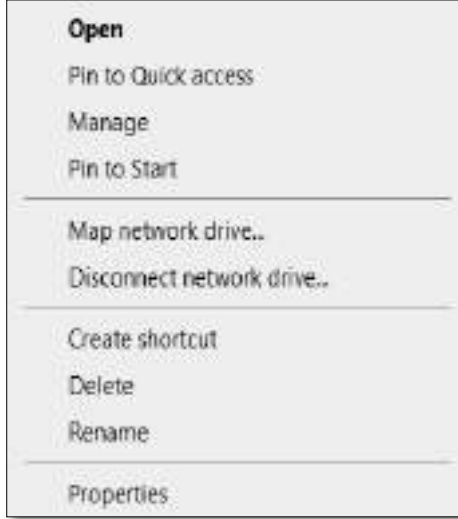 Open
Pin to Quick access
Manage
Pin to Start
Map network drive..
Disconnect network drive..
Create shortcut
Delete
Rename
Properties